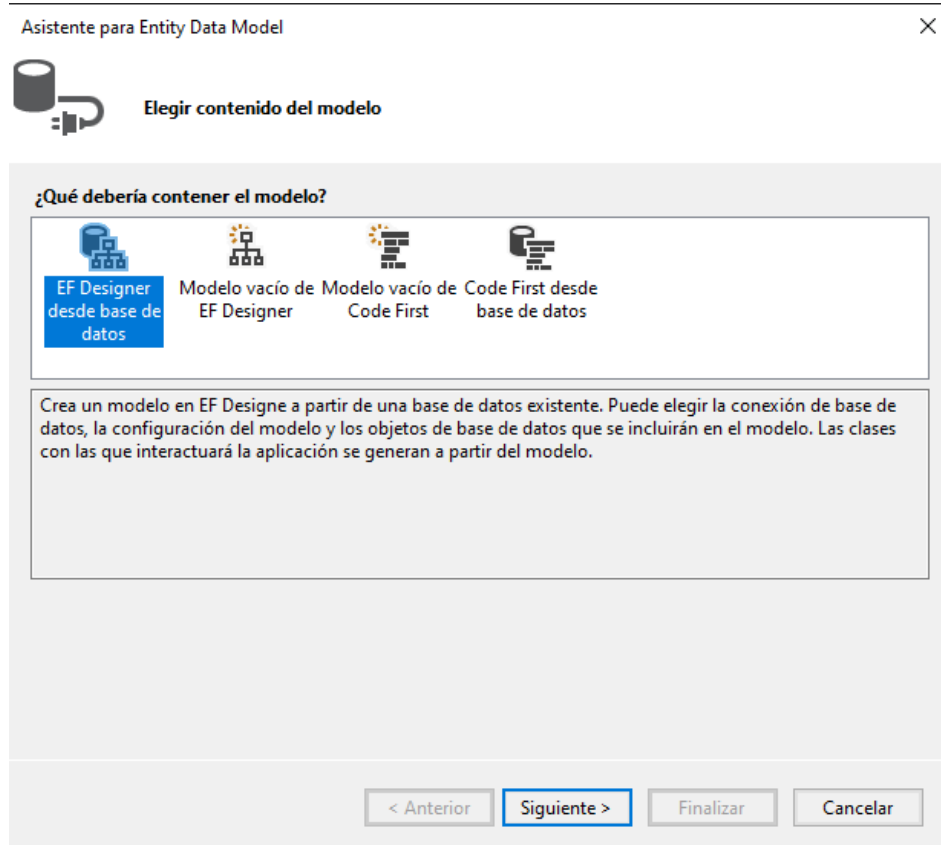 Asistente para Entity Data Model
Elegir contenido del modelo
¿Qué debería contener el modelo?
EF Designer
desde base de
datos
Modelo vacío de
EF Designer
Modelo vacío de
Code First
Code First desde
base de datos
Crea un modelo en EF Designe a partir de una base de datos existente. Puede elegir la conexión de base de
datos, la configuración del modelo y los objetos de base de datos que se incluirán en el modelo. Las clases
con las que interactuará la aplicación se generan a partir del modelo.
< Anterior
Siguiente >
Finalizar
Cancelar